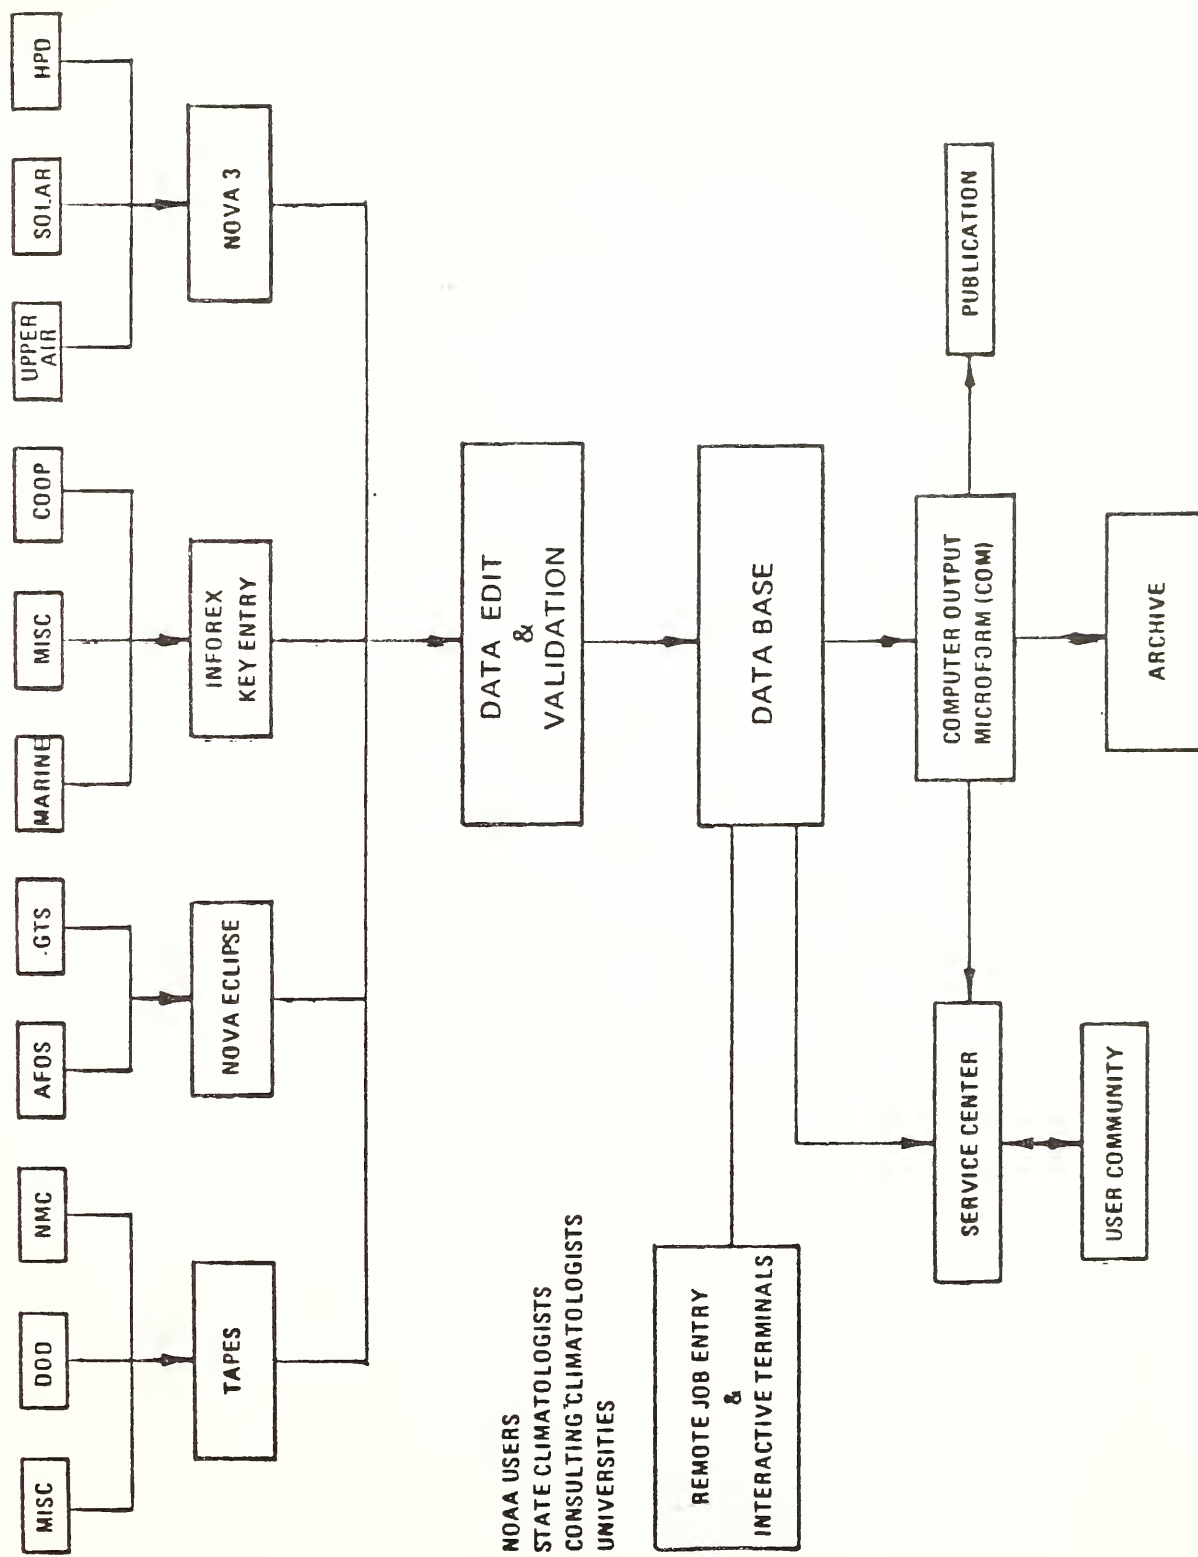 MISC
DOD
NMC
AFOS
GTS
MARINE
MISC
COOP
UPPER
AIR
SOLAR
HPD
TAPES
NOVA ECLIPSE
INFOREX
KEY ENTRY
NOVA 3
NOAA USERS
STATE CLIMATOLOGISTS
CONSULTING CLIMATOLOGISTS
UNIVERSITIES
DATA EDIT
&
VALIDATION
REMOTE JOB ENTRY
&
INTERACTIVE TERMINALS
DATA BASE
SERVICE CENTER
COMPUTER OUTPUT
MICROFORM (COM)
PUBLICATION
USER COMMUNITY
ARCHIVE